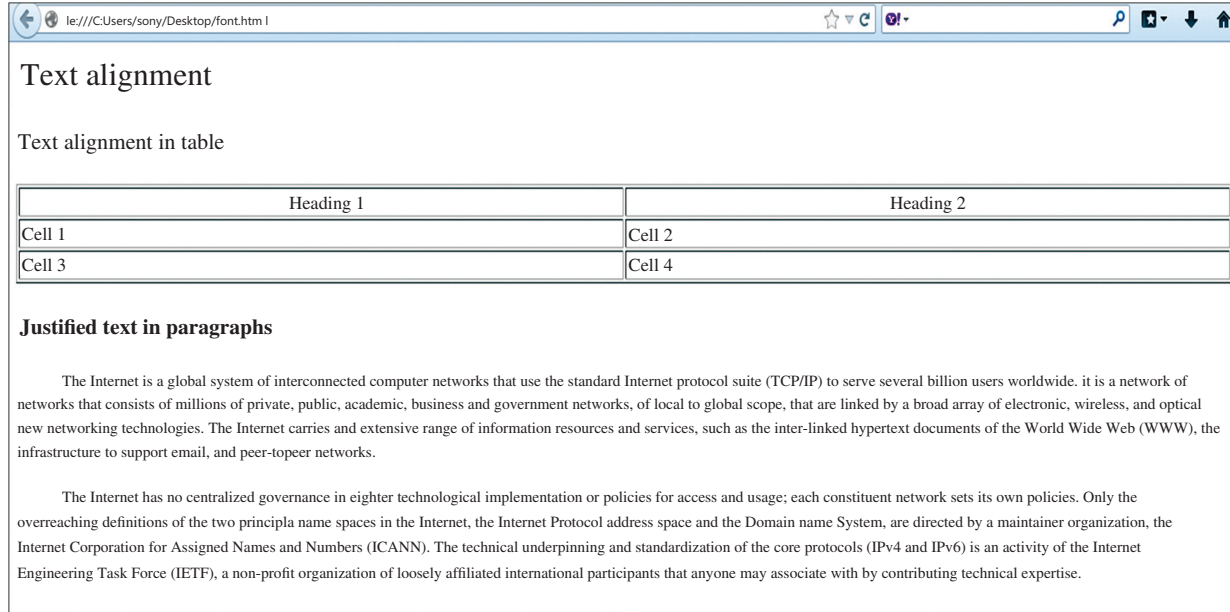 le:///C:Users/sony/Desktop/font.htm l
Text alignment
Text alignment in table
Heading 1 Heading 2
Cell 1 Cell 2
Cell 3 Cell 4
Justified text in paragraphs
The Internet is a global system of interconnected computer networks that use the standard Internet protocol suite (TCP/IP) to serve several billion users worldwide. it is a network of
networks that consists of millions of private, public, academic, business and government networks, of local to global scope, that are linked by a broad array of electronic, wireless, and optical
new networking technologies. The Internet carries and extensive range of information resources and services, such as the inter-linked hypertext documents of the World Wide Web (WWW), the
infrastructure to support email, and peer-topeer networks.
The Internet has no centralized governance in eighter technological implementation or policies for access and usage; each constituent network sets its own policies. Only the
overreaching definitions of the two principla name spaces in the Internet, the Internet Protocol address space and the Domain name System, are directed by a maintainer organization, the
Internet Corporation for Assigned Names and Numbers (ICANN). The technical underpinning and standardization of the core protocols (IPv4 and IPv6) is an activity of the Internet
Engineering Task Force (IETF), a non-profit organization of loosely affiliated international participants that anyone may associate with by contributing technical expertise.